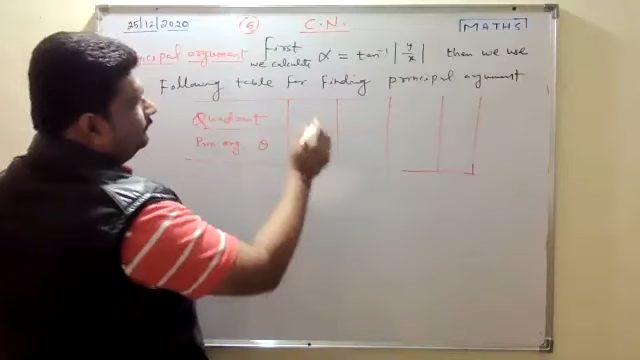 25/12/2020 5 C.N. MATHS
ncipal argument First we calculate α = tan⁻¹ |y/x| then we use
Following table for finding principal argument
Quadrant
Prin. arg. θ